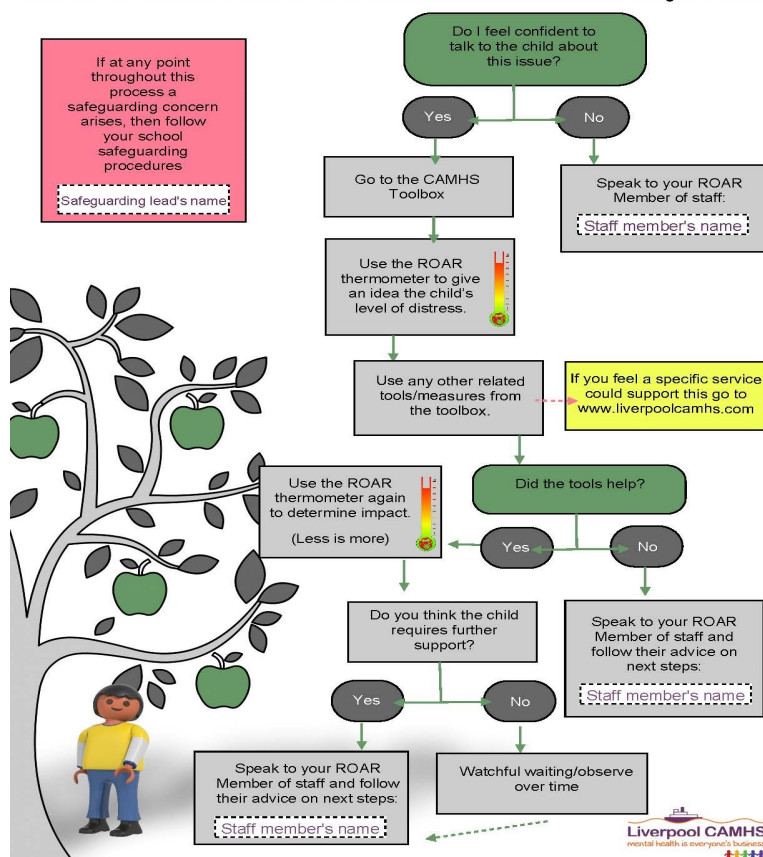 Do I feel confident to
talk to the child about
this issue?
If at any point
throughout this
process a
safeguarding concern
arises, then follow
your school
safeguarding
procedures
Safeguarding lead's name
Yes
No
Go to the CAMHS
Toolbox
Speak to your ROAR
Member of staff:
Staff member's name
Use the ROAR
thermometer to give
an idea the child's
level of distress.
Use any other related
tools/measures from
the toolbox.
If you feel a specific service
could support this go to
www.liverpoolcamhs.com
Did the tools help?
Yes
No
Use the ROAR
thermometer again
to determine impact.
(Less is more)
Speak to your ROAR
Member of staff and
follow their advice on
next steps:
Staff member's name
Do you think the child
requires further
support?
Yes
No
Speak to your ROAR
Member of staff and follow
their advice on next steps:
Staff member's name
Watchful waiting/observe
over time
Liverpool CAMHS
mental health is everyone's business